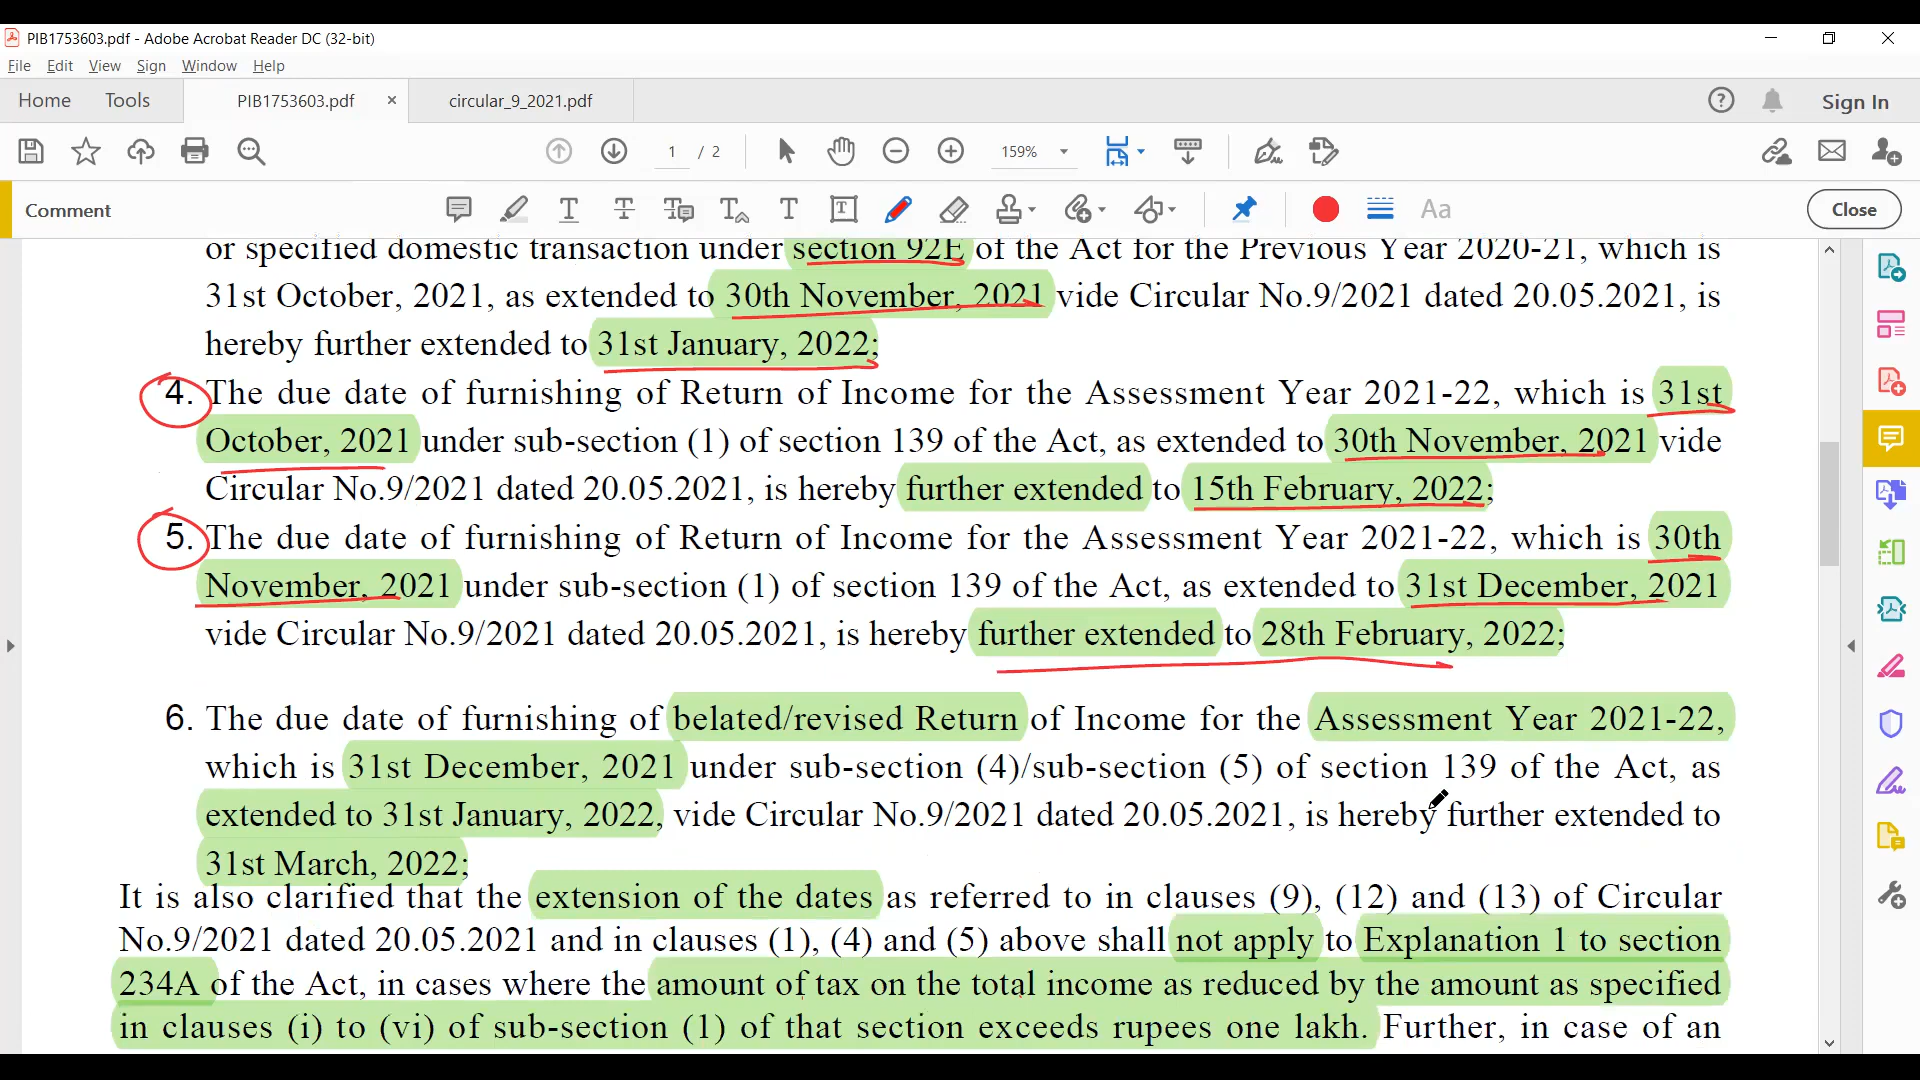 PIB1753603.pdf - Adobe Acrobat Reader DC (32-bit)
File Edit View Sign Window Help
Home Tools PIB1753603.pdf × circular_9_2021.pdf Sign In
1 / 2 159%
Comment Aa Close
or specified domestic transaction under section 92E of the Act for the Previous Year 2020-21, which is
31st October, 2021, as extended to 30th November, 2021 vide Circular No.9/2021 dated 20.05.2021, is
hereby further extended to 31st January, 2022;
4. The due date of furnishing of Return of Income for the Assessment Year 2021-22, which is 31st
October, 2021 under sub-section (1) of section 139 of the Act, as extended to 30th November, 2021 vide
Circular No.9/2021 dated 20.05.2021, is hereby further extended to 15th February, 2022;
5. The due date of furnishing of Return of Income for the Assessment Year 2021-22, which is 30th
November, 2021 under sub-section (1) of section 139 of the Act, as extended to 31st December, 2021
vide Circular No.9/2021 dated 20.05.2021, is hereby further extended to 28th February, 2022;
6. The due date of furnishing of belated/revised Return of Income for the Assessment Year 2021-22,
which is 31st December, 2021 under sub-section (4)/sub-section (5) of section 139 of the Act, as
extended to 31st January, 2022, vide Circular No.9/2021 dated 20.05.2021, is hereby further extended to
31st March, 2022;
It is also clarified that the extension of the dates as referred to in clauses (9), (12) and (13) of Circular
No.9/2021 dated 20.05.2021 and in clauses (1), (4) and (5) above shall not apply to Explanation 1 to section
234A of the Act, in cases where the amount of tax on the total income as reduced by the amount as specified
in clauses (i) to (vi) of sub-section (1) of that section exceeds rupees one lakh. Further, in case of an